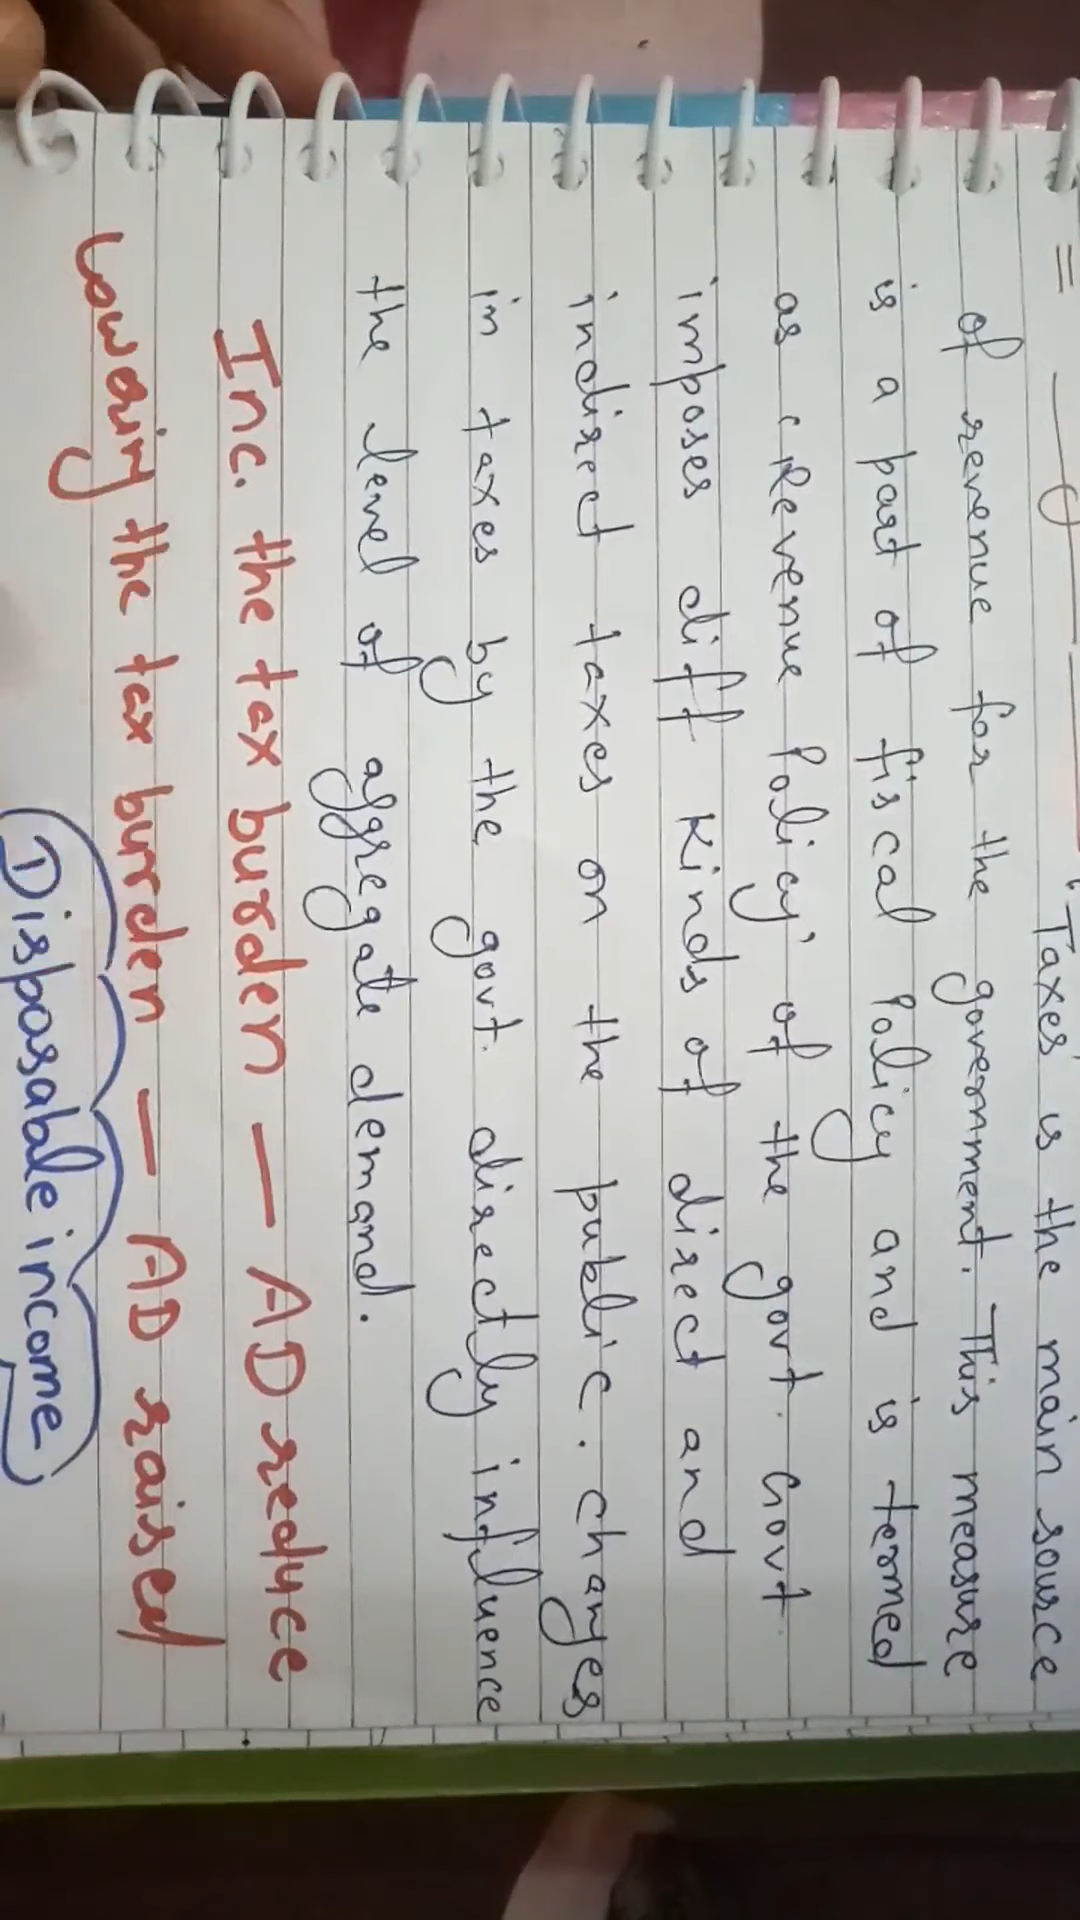 'Taxes' is the main source
of revenue for the government. This measure
is a part of fiscal Policy and is termed
as 'Revenue Policy' of the govt. Govt.
imposes diff kinds of direct and
indirect taxes on the public. changes
in taxes by the govt. directly influence
the level of aggregate demand.
Inc. the tax burden — AD reduce
Lowering the tax burden — AD raised
Disposable income